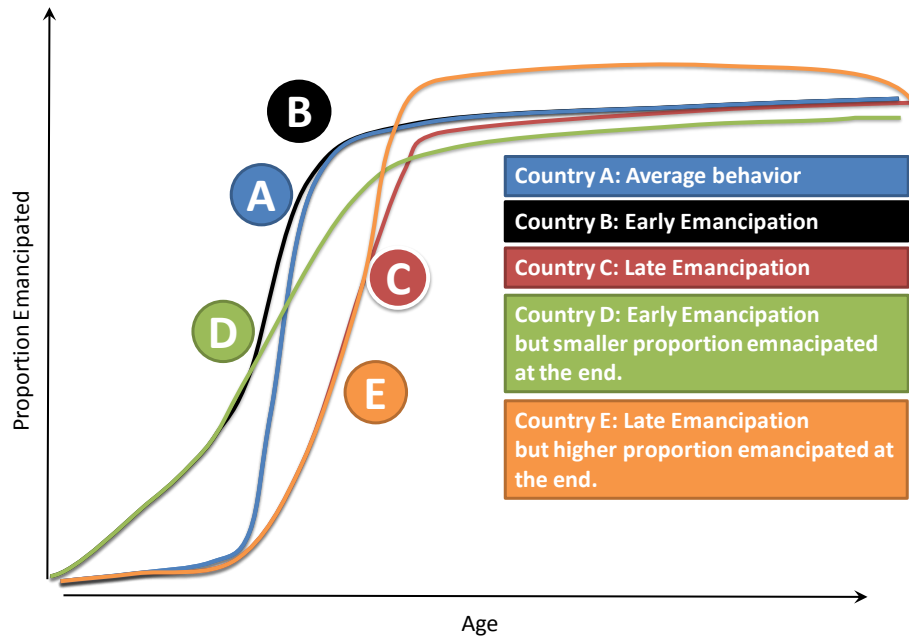 B
A
C
D
E
Proportion Emancipated
Age
Country A: Average behavior
Country B: Early Emancipation
Country C: Late Emancipation
Country D: Early Emancipation
but smaller proportion emnacipated
at the end.
Country E: Late Emancipation
but higher proportion emancipated at
the end.